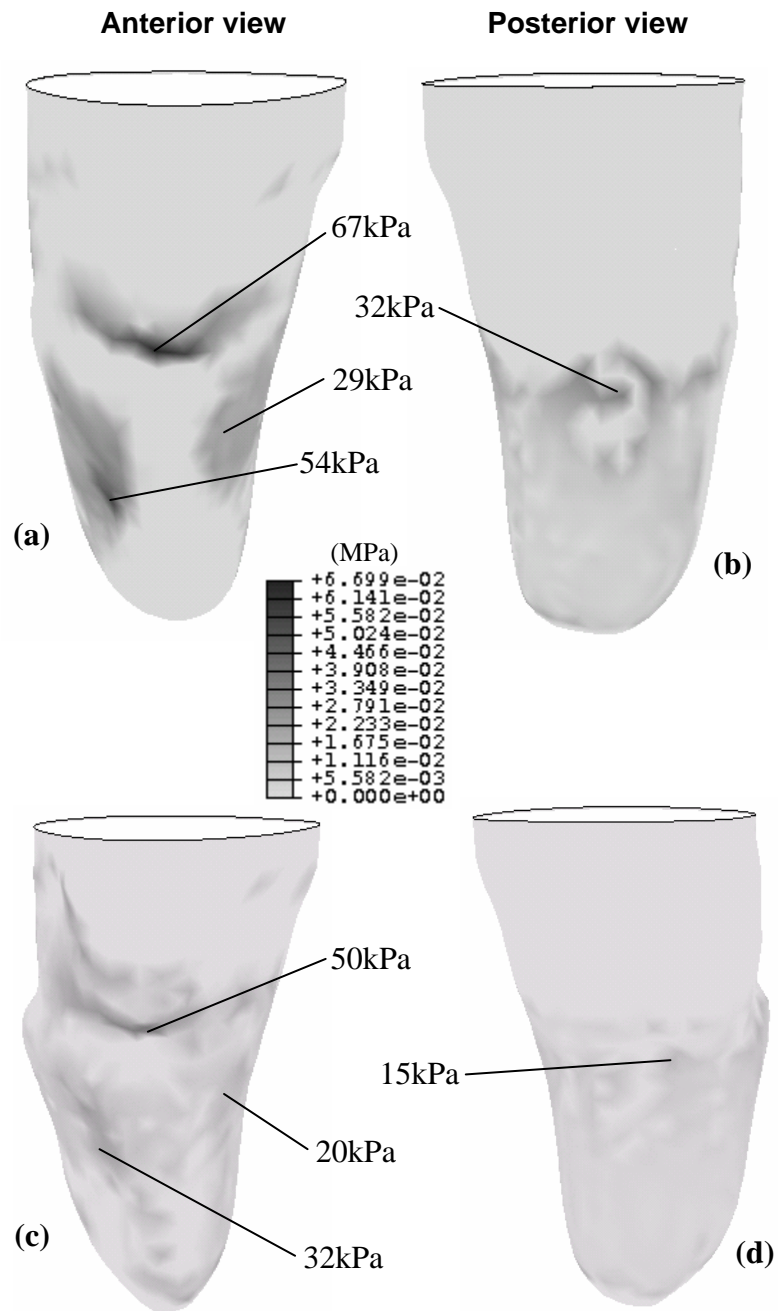 Anterior view
Posterior view
67kPa
32kPa
29kPa
54kPa
(a)
(b)
(MPa)
+6.699e-02
+6.141e-02
+5.582e-02
+5.024e-02
+4.466e-02
+3.908e-02
+3.349e-02
+2.791e-02
+2.233e-02
+1.675e-02
+1.116e-02
+5.582e-03
+0.000e+00
50kPa
15kPa
20kPa
32kPa
(c)
(d)